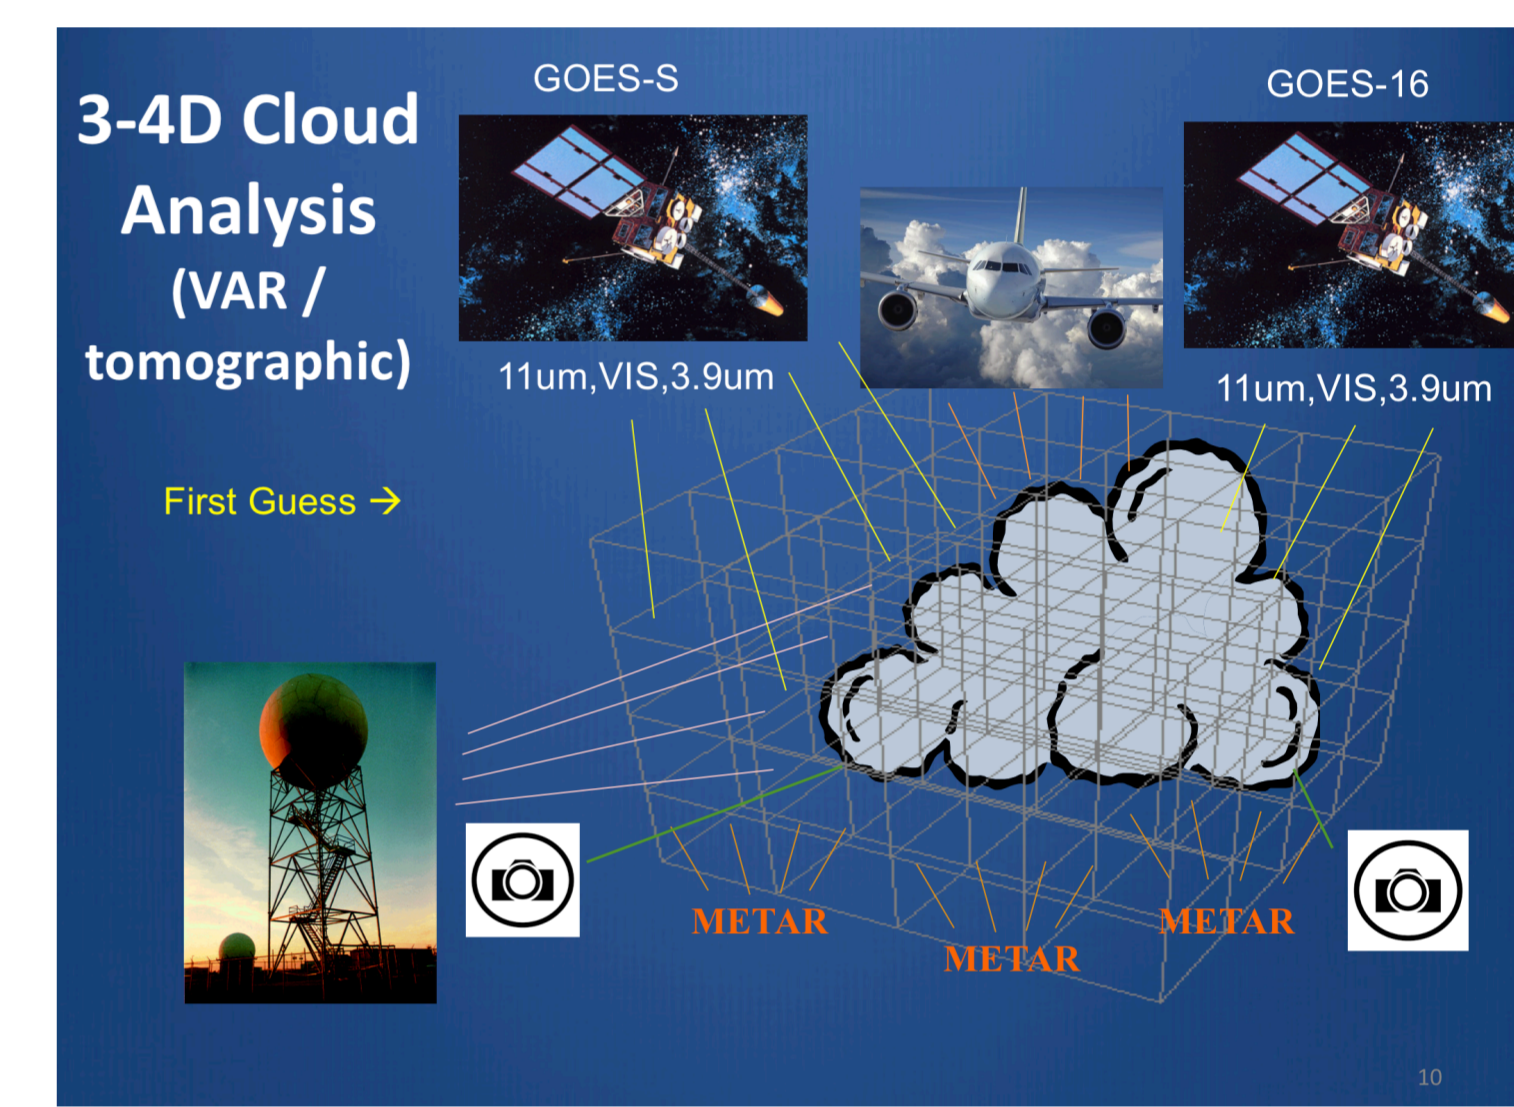 3-4D Cloud
Analysis
(VAR /
tomographic)
GOES-S
GOES-16
11um,VIS,3.9um
11um,VIS,3.9um
First Guess →
METAR
METAR
METAR
10